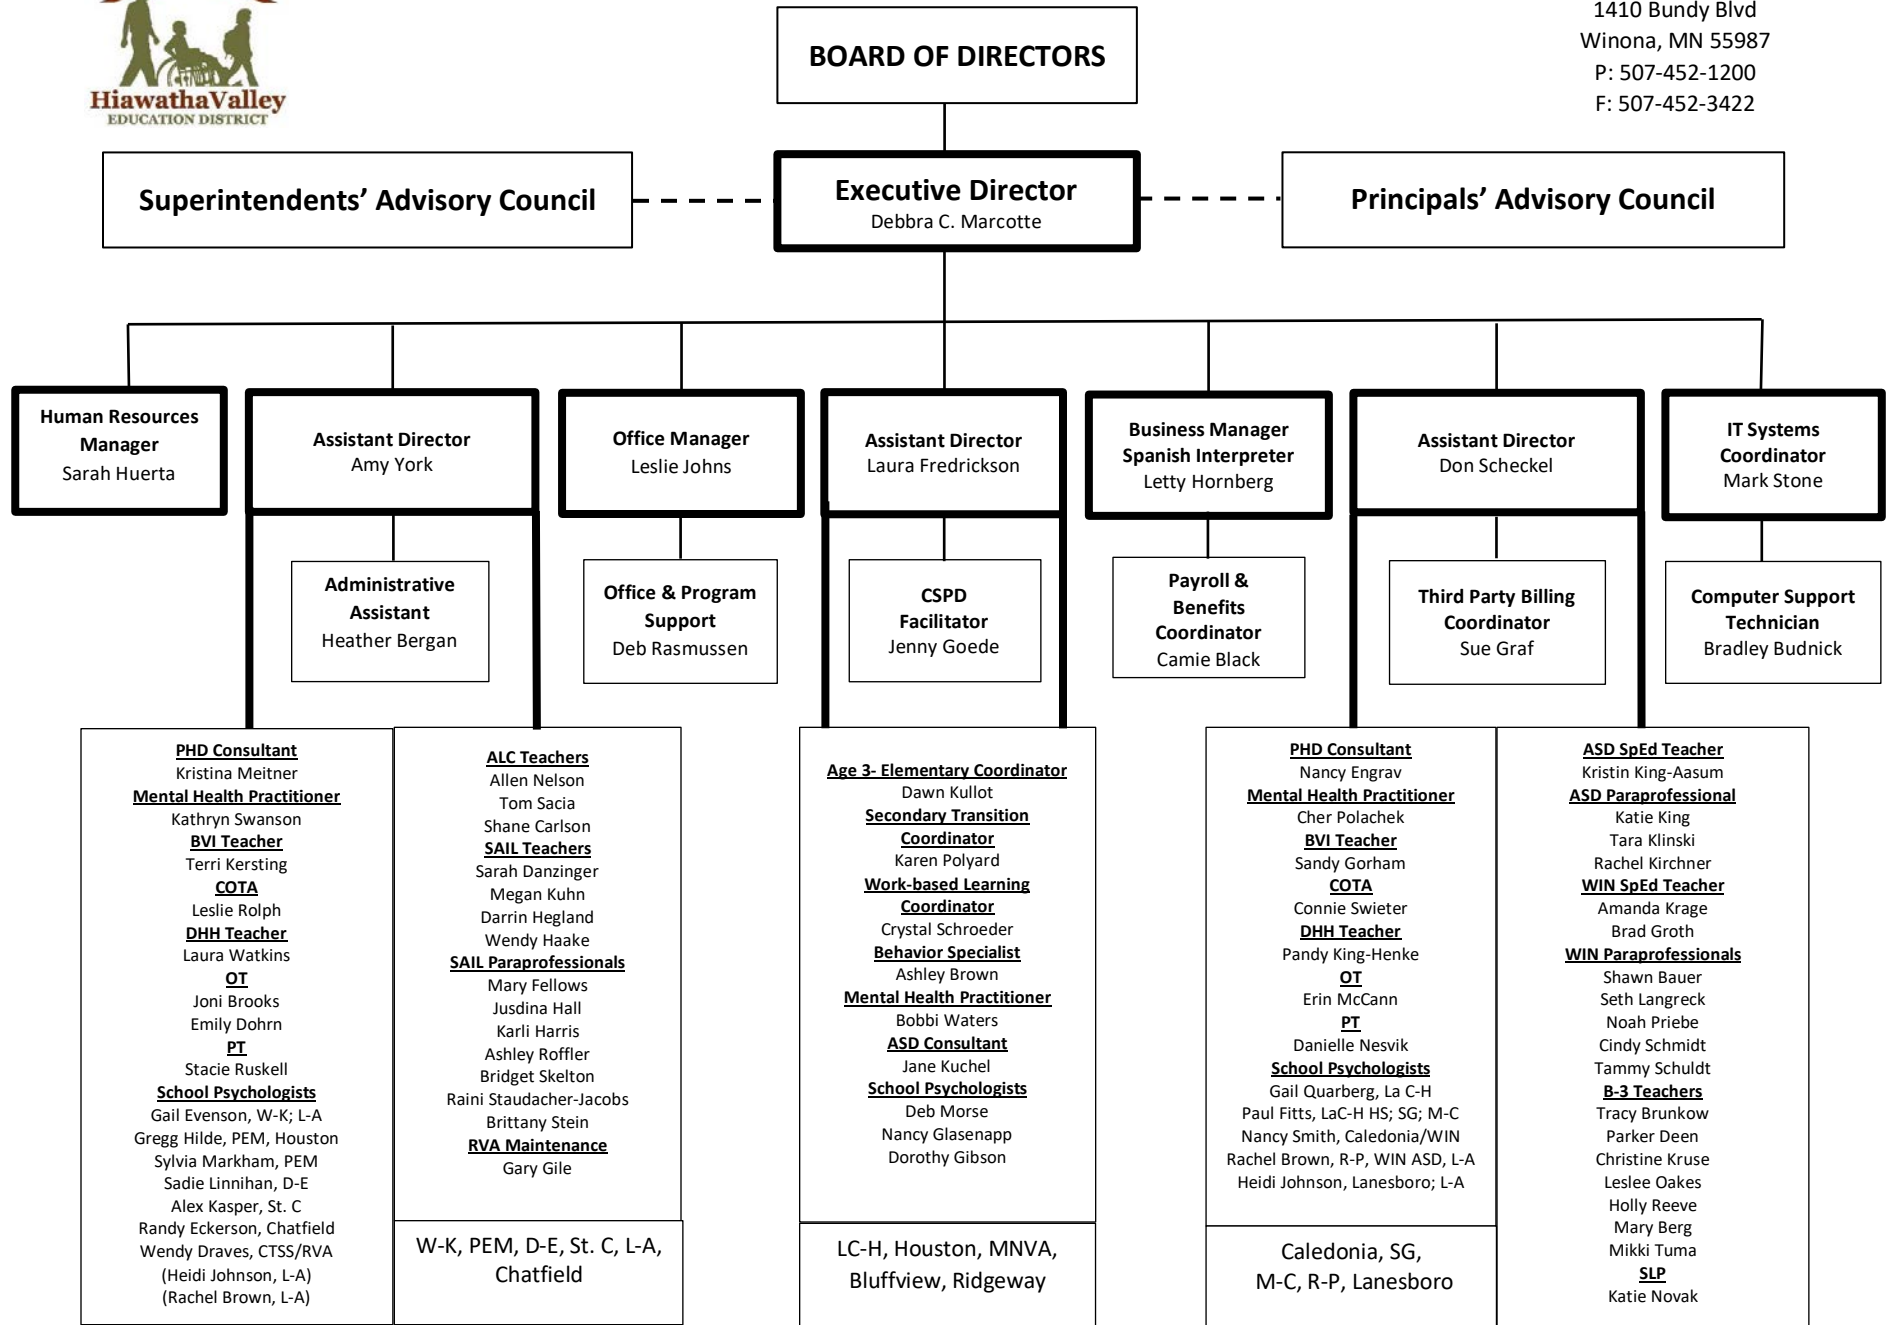 HiawathaValley
EDUCATION DISTRICT
1410 Bundy Blvd
Winona, MN 55987
P: 507-452-1200
F: 507-452-3422
BOARD OF DIRECTORS
Superintendents’ Advisory Council
Executive Director
Debbra C. Marcotte
Principals’ Advisory Council
Human Resources
Manager
Sarah Huerta
Assistant Director
Amy York
Office Manager
Leslie Johns
Assistant Director
Laura Fredrickson
Business Manager
Spanish Interpreter
Letty Hornberg
Assistant Director
Don Scheckel
IT Systems
Coordinator
Mark Stone
Administrative
Assistant
Heather Bergan
Office & Program
Support
Deb Rasmussen
CSPD
Facilitator
Jenny Goede
Payroll &
Benefits
Coordinator
Camie Black
Third Party Billing
Coordinator
Sue Graf
Computer Support
Technician
Bradley Budnick
PHD Consultant
Kristina Meitner
Mental Health Practitioner
Kathryn Swanson
BVI Teacher
Terri Kersting
COTA
Leslie Rolph
DHH Teacher
Laura Watkins
OT
Joni Brooks
Emily Dohrn
PT
Stacie Ruskell
School Psychologists
Gail Evenson, W-K; L-A
Gregg Hilde, PEM, Houston
Sylvia Markham, PEM
Sadie Linnihan, D-E
Alex Kasper, St. C
Randy Eckerson, Chatfield
Wendy Draves, CTSS/RVA
(Heidi Johnson, L-A)
(Rachel Brown, L-A)
ALC Teachers
Allen Nelson
Tom Sacia
Shane Carlson
SAIL Teachers
Sarah Danzinger
Megan Kuhn
Darrin Hegland
Wendy Haake
SAIL Paraprofessionals
Mary Fellows
Jusdina Hall
Karli Harris
Ashley Roffler
Bridget Skelton
Raini Staudacher-Jacobs
Brittany Stein
RVA Maintenance
Gary Gile
W-K, PEM, D-E, St. C, L-A,
Chatfield
Age 3- Elementary Coordinator
Dawn Kullot
Secondary Transition
Coordinator
Karen Polyard
Work-based Learning
Coordinator
Crystal Schroeder
Behavior Specialist
Ashley Brown
Mental Health Practitioner
Bobbi Waters
ASD Consultant
Jane Kuchel
School Psychologists
Deb Morse
Nancy Glasenapp
Dorothy Gibson
LC-H, Houston, MNVA,
Bluffview, Ridgeway
PHD Consultant
Nancy Engrav
Mental Health Practitioner
Cher Polachek
BVI Teacher
Sandy Gorham
COTA
Connie Swieter
DHH Teacher
Pandy King-Henke
OT
Erin McCann
PT
Danielle Nesvik
School Psychologists
Gail Quarberg, La C-H
Paul Fitts, LaC-H HS; SG; M-C
Nancy Smith, Caledonia/WIN
Rachel Brown, R-P, WIN ASD, L-A
Heidi Johnson, Lanesboro; L-A
Caledonia, SG,
M-C, R-P, Lanesboro
ASD SpEd Teacher
Kristin King-Aasum
ASD Paraprofessional
Katie King
Tara Klinski
Rachel Kirchner
WIN SpEd Teacher
Amanda Krage
Brad Groth
WIN Paraprofessionals
Shawn Bauer
Seth Langreck
Noah Priebe
Cindy Schmidt
Tammy Schuldt
B-3 Teachers
Tracy Brunkow
Parker Deen
Christine Kruse
Leslee Oakes
Holly Reeve
Mary Berg
Mikki Tuma
SLP
Katie Novak